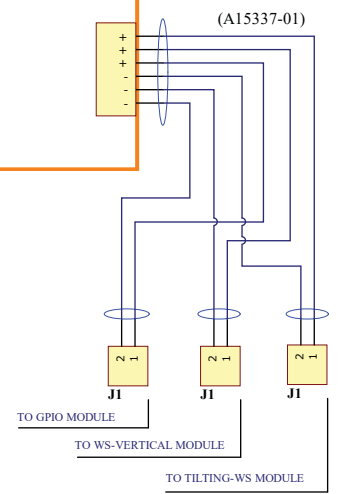 (A15337-01)
+
+
+
-
-
-
2 1
2 1
2 1
J1
J1
J1
TO GPIO MODULE
TO WS-VERTICAL MODULE
TO TILTING-WS MODULE